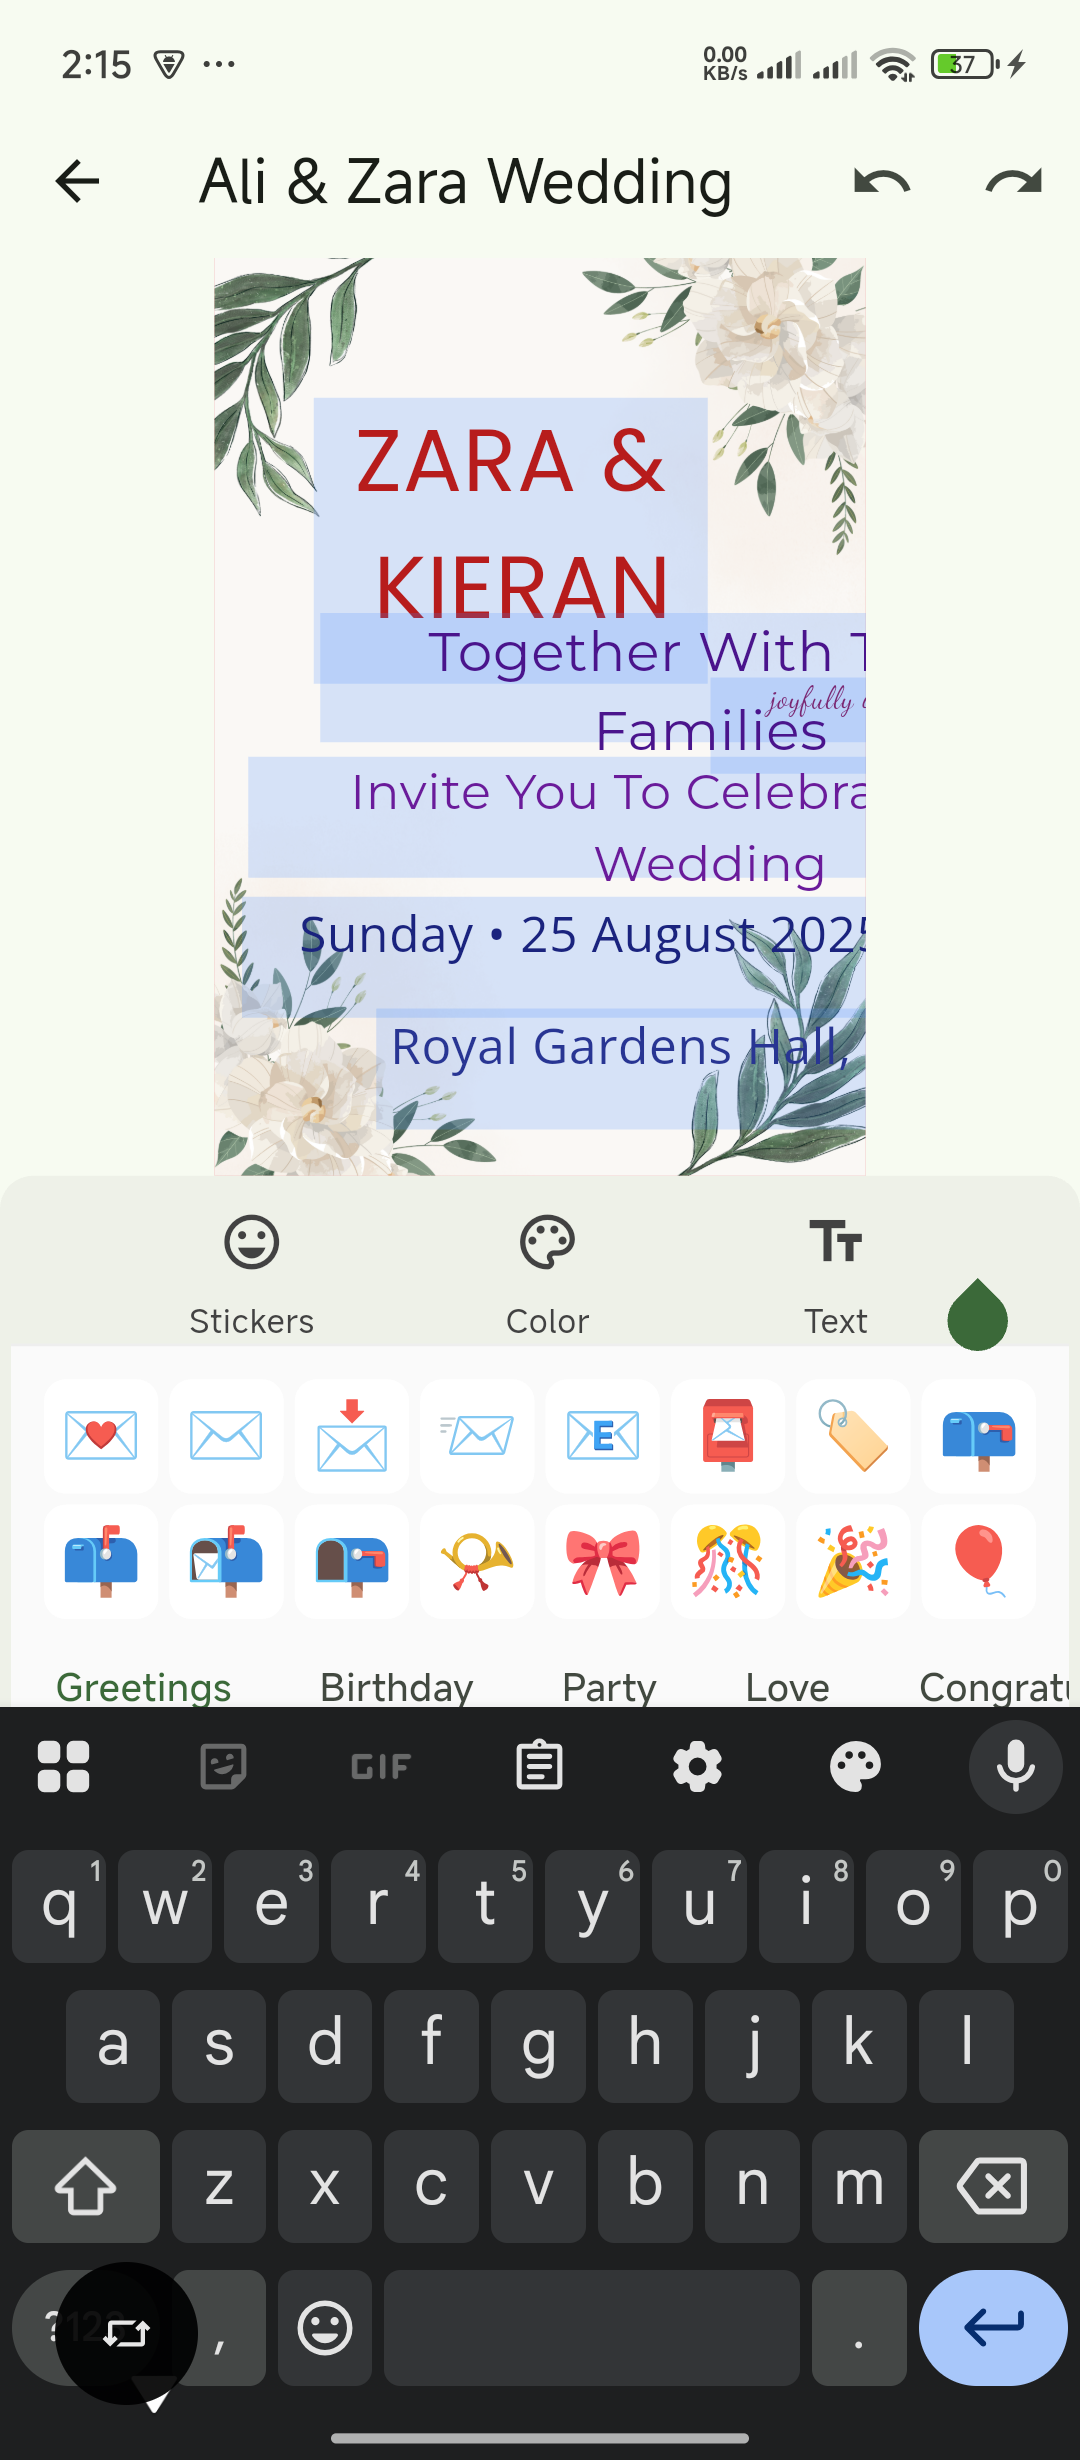 2:15
0.00
KB/s
37
Ali & Zara Wedding
ZARA &
KIERAN
Together With T
joyfully
Families
Invite You To Celebra
Wedding
Sunday • 25 August 2025
Royal Gardens Hall,
Stickers
Color
Text
E
Greetings
Birthday
Party
Love
Congratu
GIF
q 1 w 2 e 3 r 4 t 5 y 6 u 7 i 8 o 9 p 0
a s d f g h j k l
z x c v b n m
?123 , .